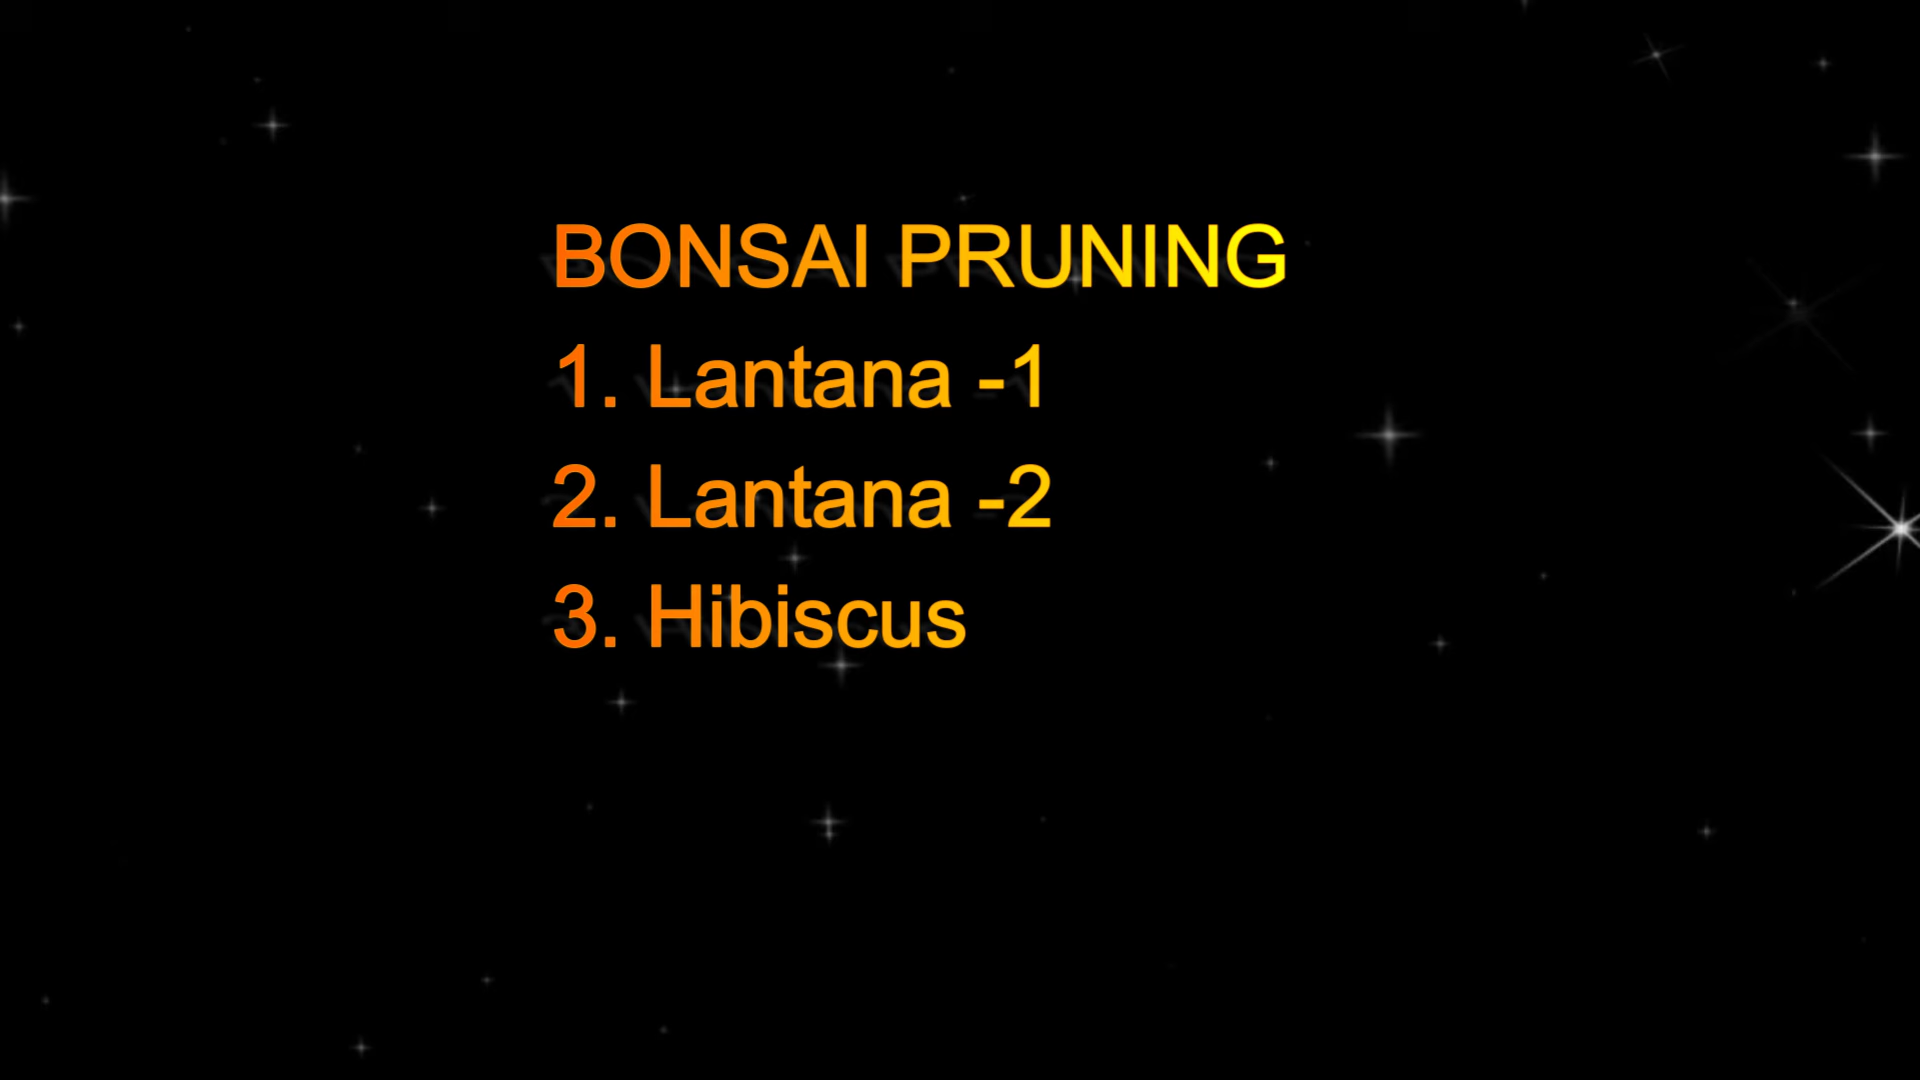 BONSAI PRUNING
1. Lantana -1
2. Lantana -2
3. Hibiscus